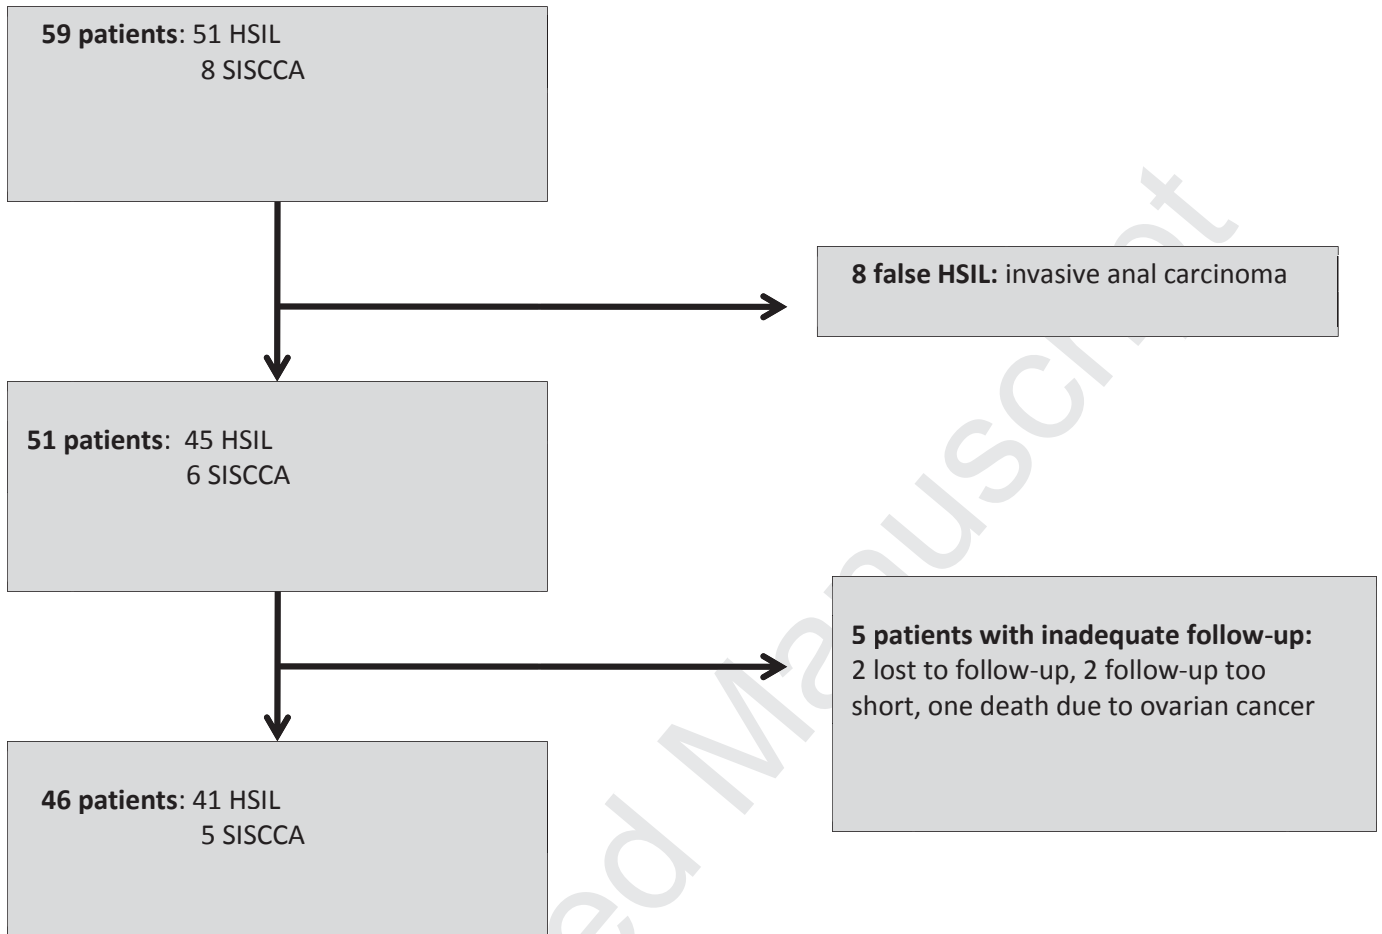 59 patients: 51 HSIL
8 SISCCA
8 false HSIL: invasive anal carcinoma
51 patients: 45 HSIL
6 SISCCA
5 patients with inadequate follow-up:
2 lost to follow-up, 2 follow-up too
short, one death due to ovarian cancer
46 patients: 41 HSIL
5 SISCCA
ed Manuscript